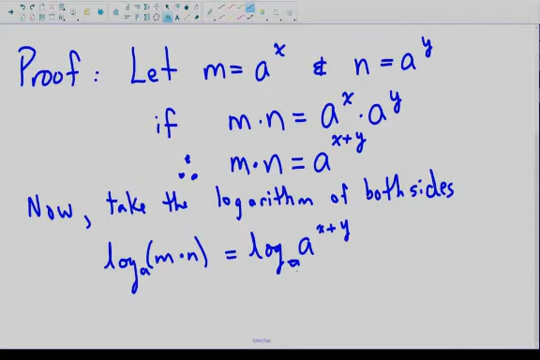 Proof: Let m = a^x & n = a^y
if m·n = a^x · a^y
∴ m·n = a^(x+y)
Now, take the logarithm of both sides
log_a(m·n) = log_a a^(x+y)